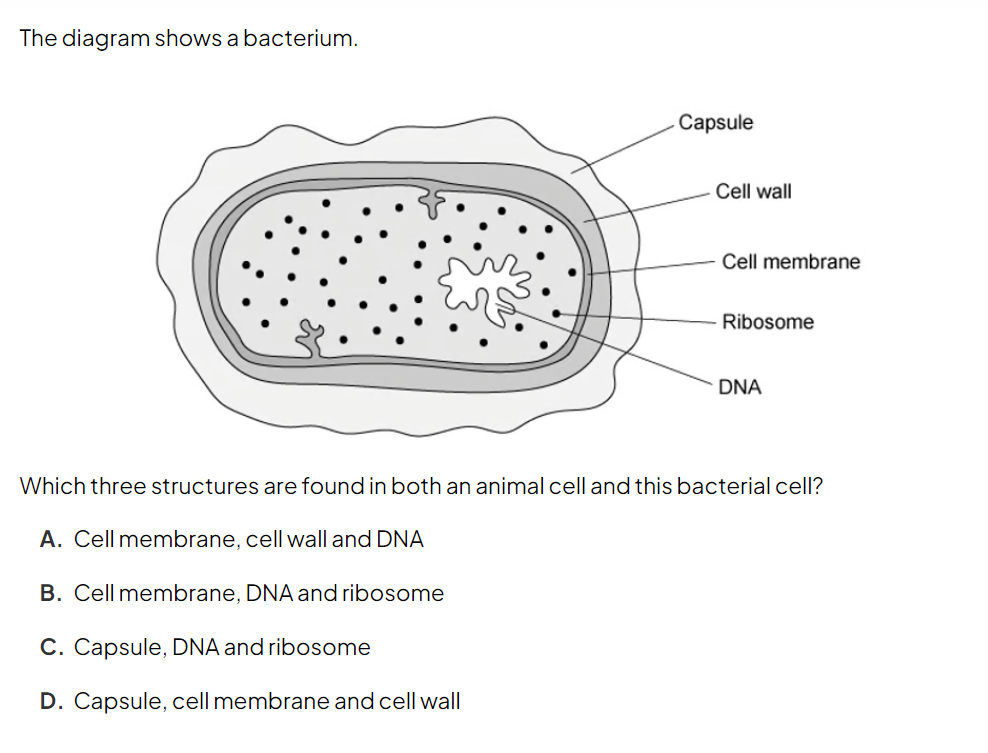 The diagram shows a bacterium.
Capsule
Cell wall
Cell membrane
Ribosome
DNA
Which three structures are found in both an animal cell and this bacterial cell?
A. Cell membrane, cell wall and DNA
B. Cell membrane, DNA and ribosome
C. Capsule, DNA and ribosome
D. Capsule, cell membrane and cell wall